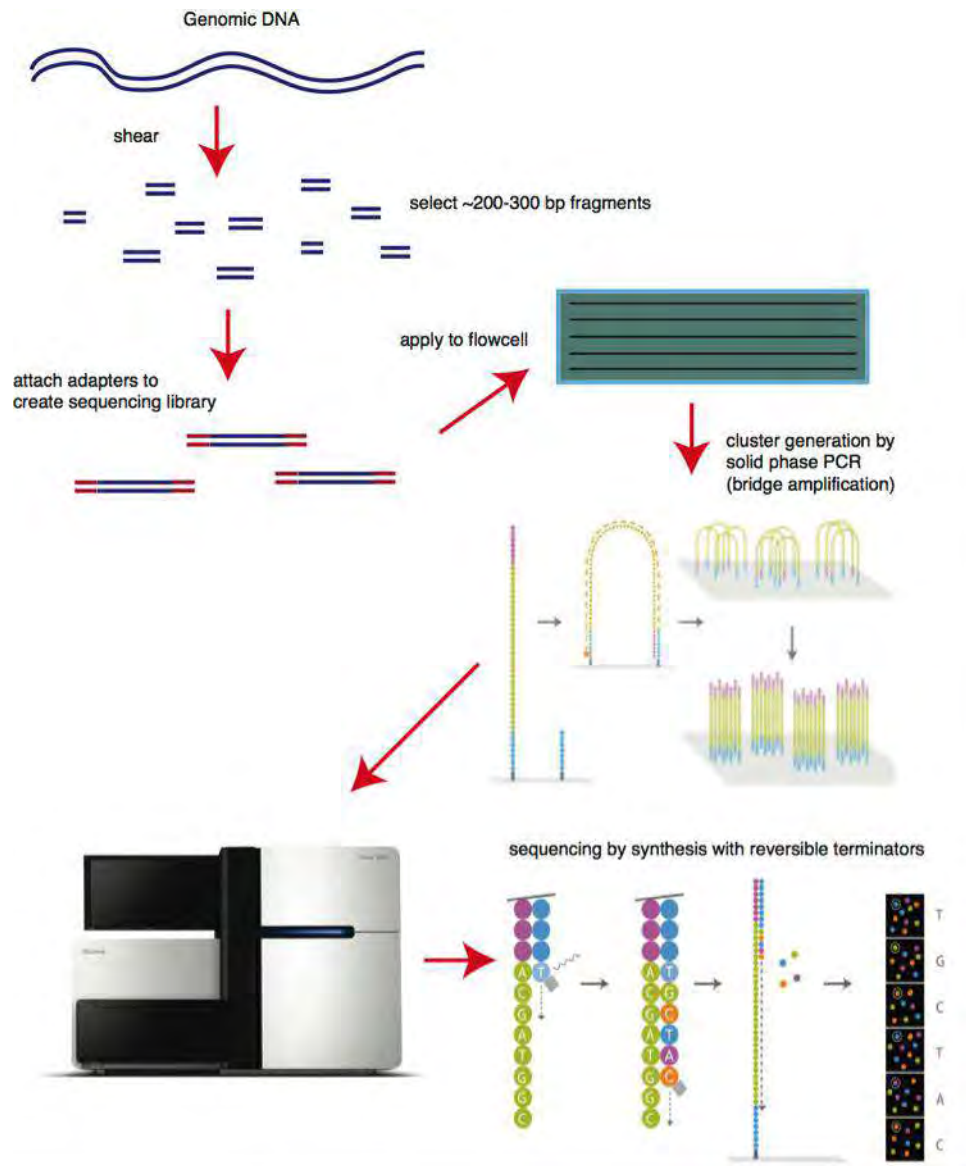 Genomic DNA
shear
select ~200-300 bp fragments
apply to flowcell
attach adapters to
create sequencing library
cluster generation by
solid phase PCR
(bridge amplification)
sequencing by synthesis with reversible terminators
A T
C
G
A
T
G
G
C
A T
C G
G C
A T
T A
G C
G
C
T
G
C
T
A
C